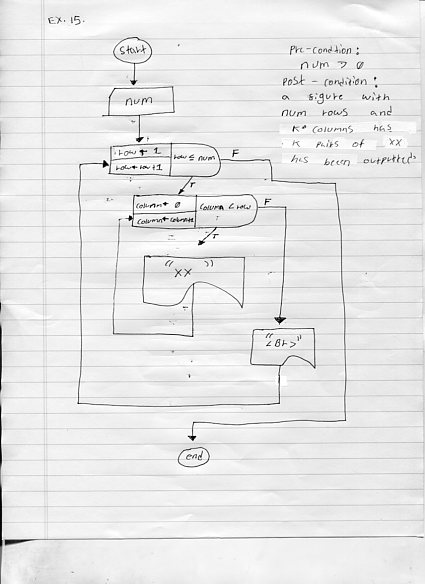 EX. 15.
Start
Pre-condition:
num > 0
Post-condition:
a figure with
num rows and
K columns has
K pairs of XX
has been outputted
num
row ← 1
row ← row+1
row ≤ num
F
T
column ← 0
column ← column+1
column < row
F
T
"XX"
"<Br>"
end